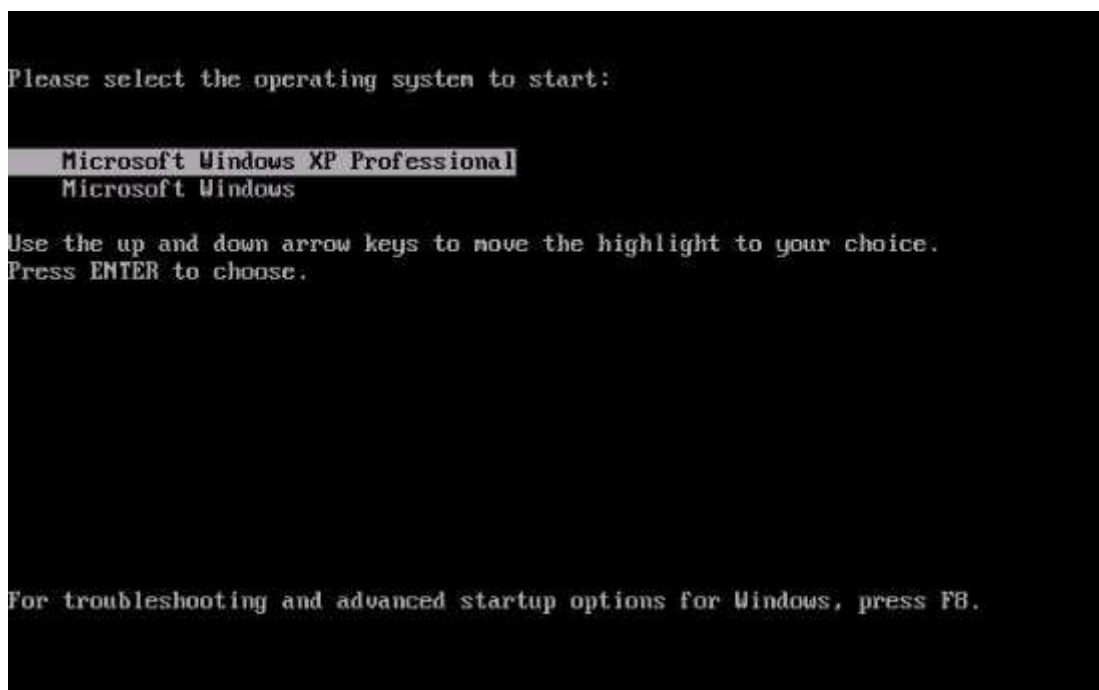 Please select the operating system to start:
Microsoft Windows XP Professional
Microsoft Windows
Use the up and down arrow keys to move the highlight to your choice.
Press ENTER to choose.
For troubleshooting and advanced startup options for Windows, press F8.